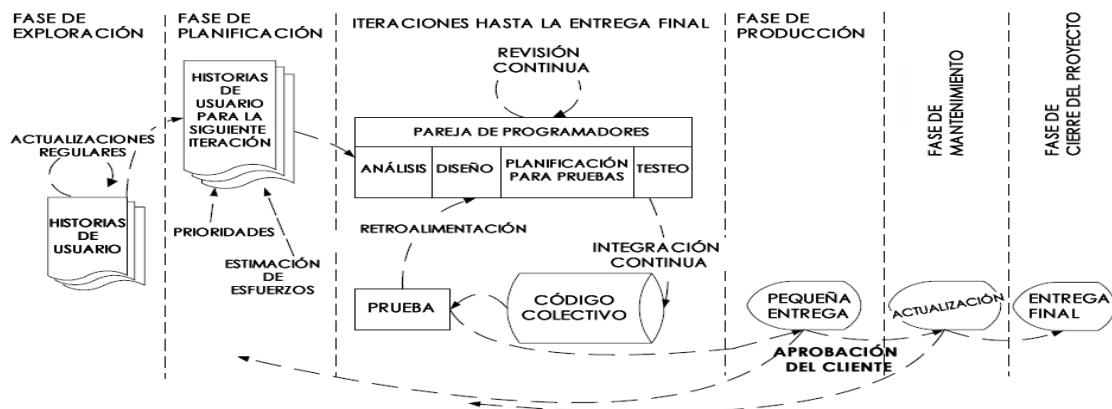 FASE DE
EXPLORACIÓN
FASE DE
PLANIFICACIÓN
ITERACIONES HASTA LA ENTREGA FINAL
FASE DE
PRODUCCIÓN
FASE DE
MANTENIMIENTO
FASE DE
CIERRE DEL PROYECTO
ACTUALIZACIONES
REGULARES
HISTORIAS
DE
USUARIO
HISTORIAS
DE
USUARIO
PARA LA
SIGUIENTE
ITERACIÓN
PRIORIDADES
ESTIMACIÓN
DE
ESFUERZOS
REVISIÓN
CONTINUA
PAREJA DE PROGRAMADORES
ANÁLISIS
DISEÑO
PLANIFICACIÓN
PARA PRUEBAS
TESTEO
RETROALIMENTACIÓN
INTEGRACIÓN
CONTINUA
PRUEBA
CÓDIGO
COLECTIVO
PEQUEÑA
ENTREGA
ACTUALIZACIÓN
ENTREGA
FINAL
APROBACIÓN
DEL CLIENTE